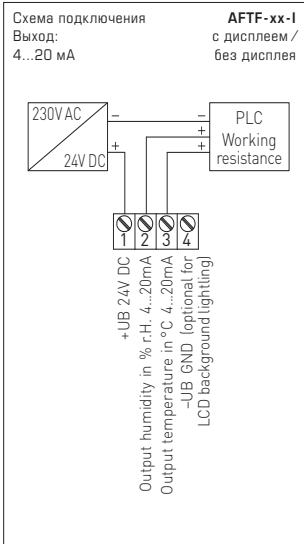 Схема подключения AFTF-xx-I
Выход: с дисплеем /
4...20 мА без дисплея
230V AC
24V DC
–
+
–
+
+
PLC
Working
resistance
1 2 3 4
+UB 24V DC
Output humidity in % r.H. 4...20mA
Output temperature in °C 4...20mA
–UB GND (optional for
LCD background lightling)